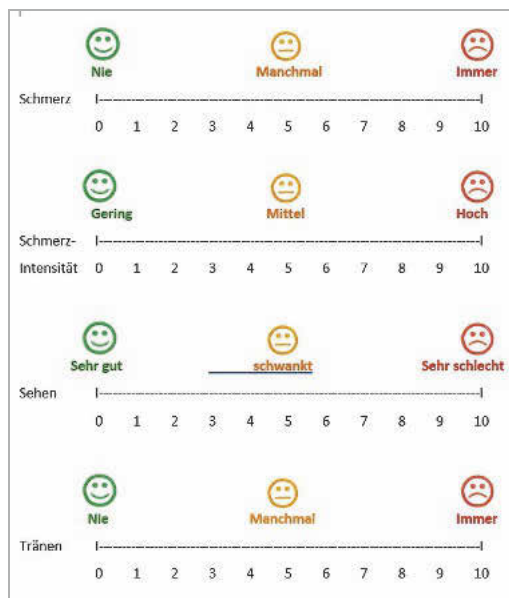 Nie Manchmal Immer
Schmerz I--------------------------------------------------------------------------I
0 1 2 3 4 5 6 7 8 9 10
Gering Mittel Hoch
Schmerz- I--------------------------------------------------------------------------I
Intensität 0 1 2 3 4 5 6 7 8 9 10
Sehr gut schwankt Sehr schlecht
Sehen I--------------------------------------------------------------------------I
0 1 2 3 4 5 6 7 8 9 10
Nie Manchmal Immer
Tränen I--------------------------------------------------------------------------I
0 1 2 3 4 5 6 7 8 9 10